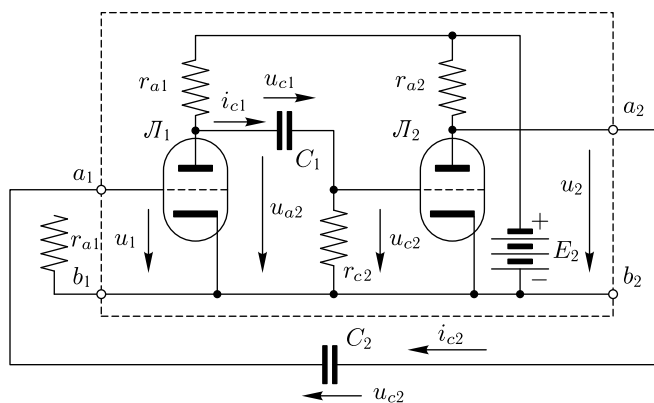 r_{a1}
i_{c1}
u_{c1}
r_{a2}
Л_1
C_1
Л_2
a_2
a_1
u_1
u_{a2}
u_{c2}
u_2
r_{a1}
r_{c2}
+
E_2
−
b_1
b_2
C_2
i_{c2}
u_{c2}